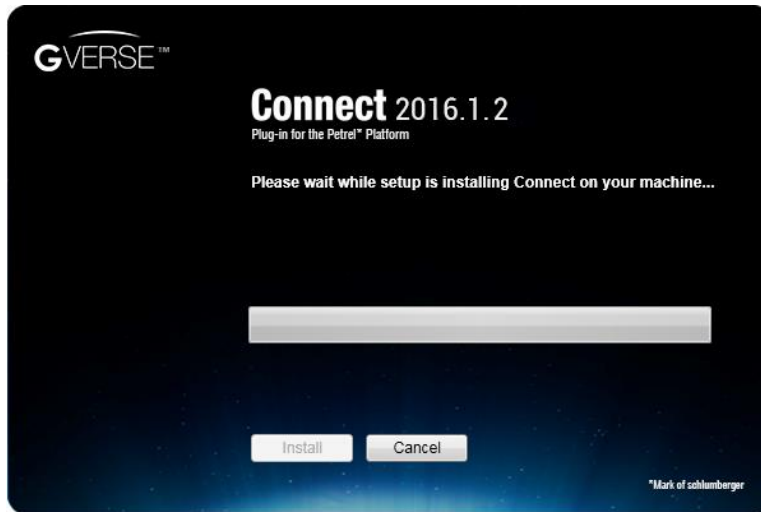 GVERSE™
Connect 2016.1.2
Plug-in for the Petrel* Platform
Please wait while setup is installing Connect on your machine...
Install Cancel
*Mark of schlumberger